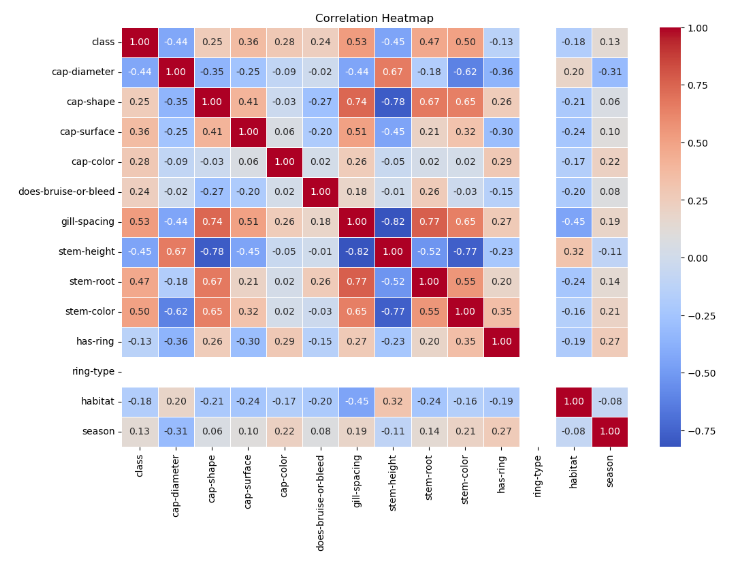 Correlation Heatmap
class 1.00 -0.44 0.25 0.36 0.28 0.24 0.53 -0.45 0.47 0.50 -0.13 -0.18 0.13
cap-diameter -0.44 1.00 -0.35 -0.25 -0.09 -0.02 -0.44 0.67 -0.18 -0.62 -0.36 0.20 -0.31
cap-shape 0.25 -0.35 1.00 0.41 -0.03 -0.27 0.74 -0.78 0.67 0.65 0.26 -0.21 0.06
cap-surface 0.36 -0.25 0.41 1.00 0.06 -0.20 0.51 -0.45 0.21 0.32 -0.30 -0.24 0.10
cap-color 0.28 -0.09 -0.03 0.06 1.00 0.02 0.26 -0.05 0.02 0.02 0.29 -0.17 0.22
does-bruise-or-bleed 0.24 -0.02 -0.27 -0.20 0.02 1.00 0.18 -0.01 0.26 -0.03 -0.15 -0.20 0.08
gill-spacing 0.53 -0.44 0.74 0.51 0.26 0.18 1.00 -0.82 0.77 0.65 0.27 -0.45 0.19
stem-height -0.45 0.67 -0.78 -0.45 -0.05 -0.01 -0.82 1.00 -0.52 -0.77 -0.23 0.32 -0.11
stem-root 0.47 -0.18 0.67 0.21 0.02 0.26 0.77 -0.52 1.00 0.55 0.20 -0.24 0.14
stem-color 0.50 -0.62 0.65 0.32 0.02 -0.03 0.65 -0.77 0.55 1.00 0.35 -0.16 0.21
has-ring -0.13 -0.36 0.26 -0.30 0.29 -0.15 0.27 -0.23 0.20 0.35 1.00 -0.19 0.27
ring-type
habitat -0.18 0.20 -0.21 -0.24 -0.17 -0.20 -0.45 0.32 -0.24 -0.16 -0.19 1.00 -0.08
season 0.13 -0.31 0.06 0.10 0.22 0.08 0.19 -0.11 0.14 0.21 0.27 -0.08 1.00
class
cap-diameter
cap-shape
cap-surface
cap-color
does-bruise-or-bleed
gill-spacing
stem-height
stem-root
stem-color
has-ring
ring-type
habitat
season
1.00
0.75
0.50
0.25
0.00
−0.25
−0.50
−0.75